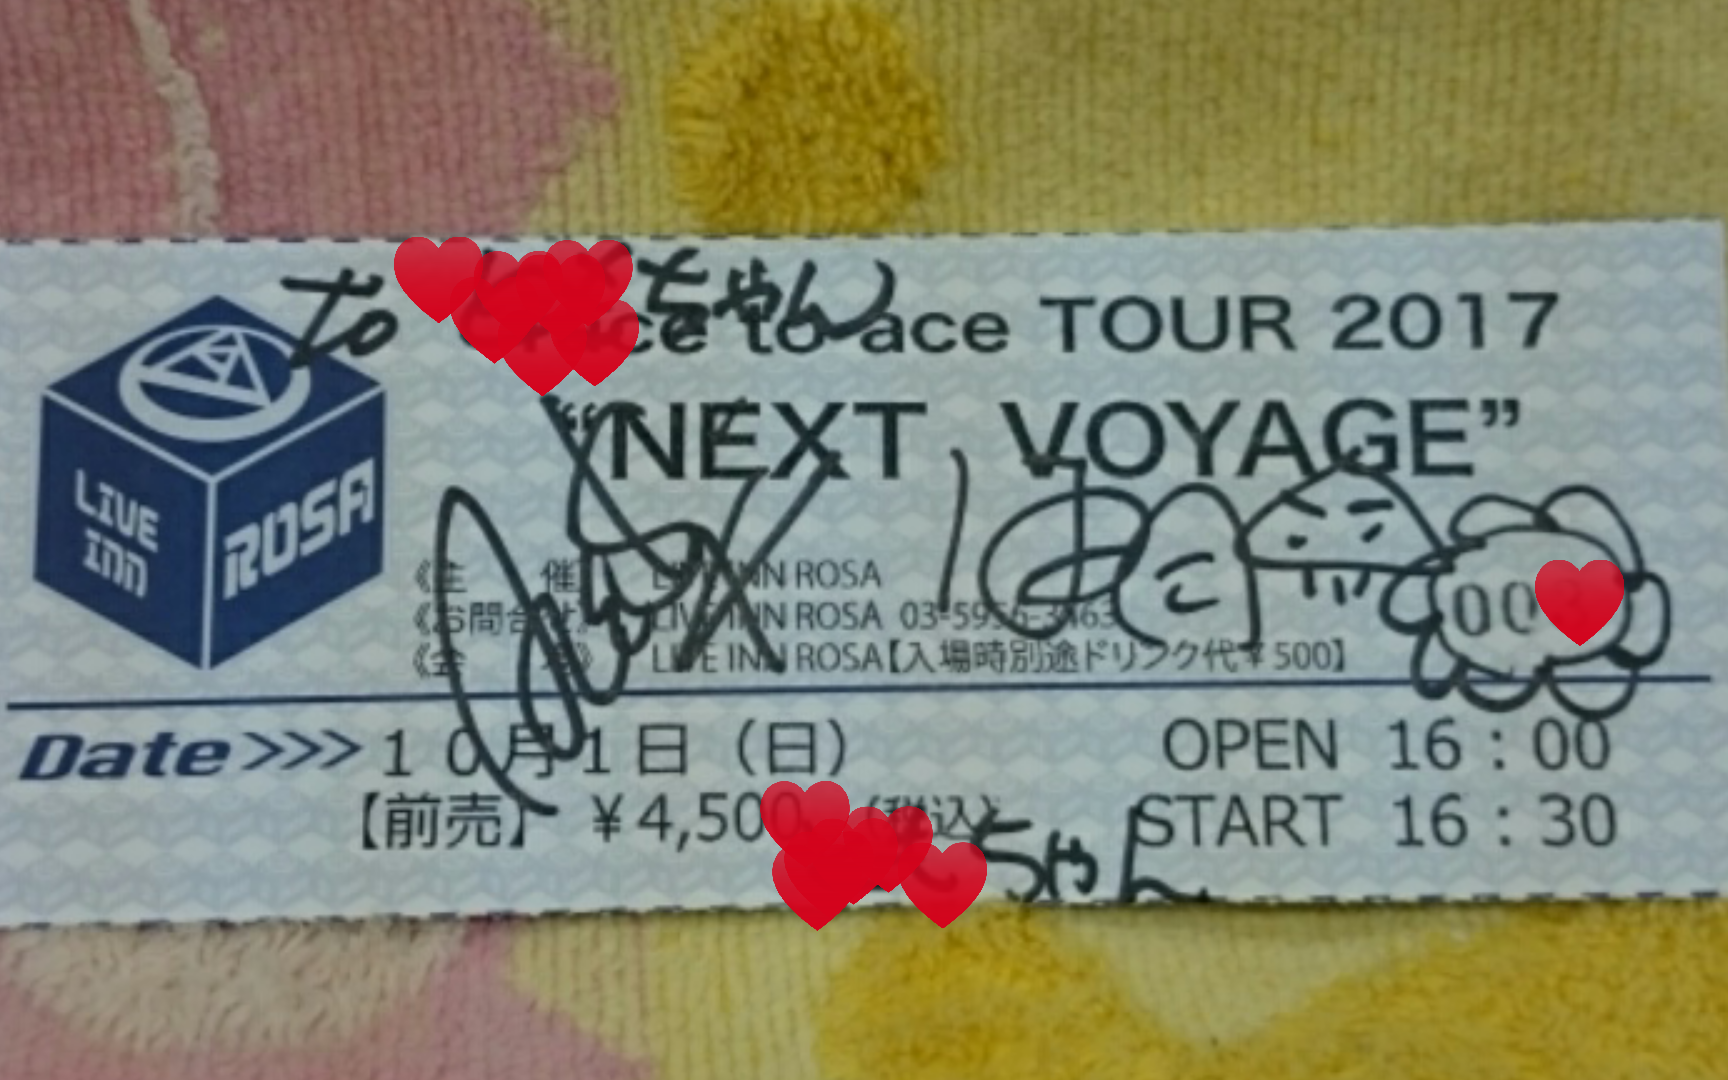 to ちゃん
ice to ace TOUR 2017
“NEXT VOYAGE”
LIVE INN ROSA
《主 催》 LIVE INN ROSA
《お問合せ》 LIVE INN ROSA 03-5956-3463
《会 場》 LIVE INN ROSA【入場時別途ドリンク代¥500】
00
Date>>> 10月1日(日) OPEN 16:00
【前売】 ¥4,500 (税込) START 16:30
ちゃん